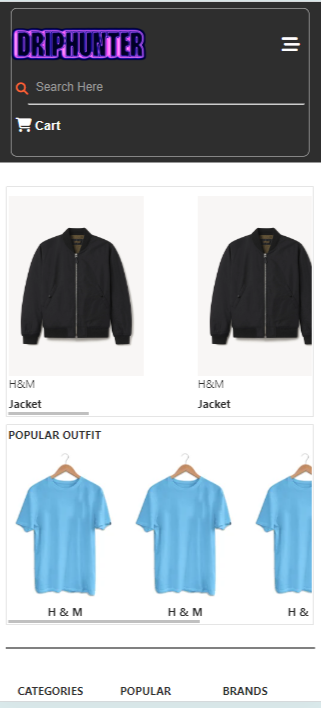 DRIPHUNTER
Search Here
Cart
H&M H&M
Jacket Jacket
POPULAR OUTFIT
H & M H & M H &
CATEGORIES POPULAR BRANDS